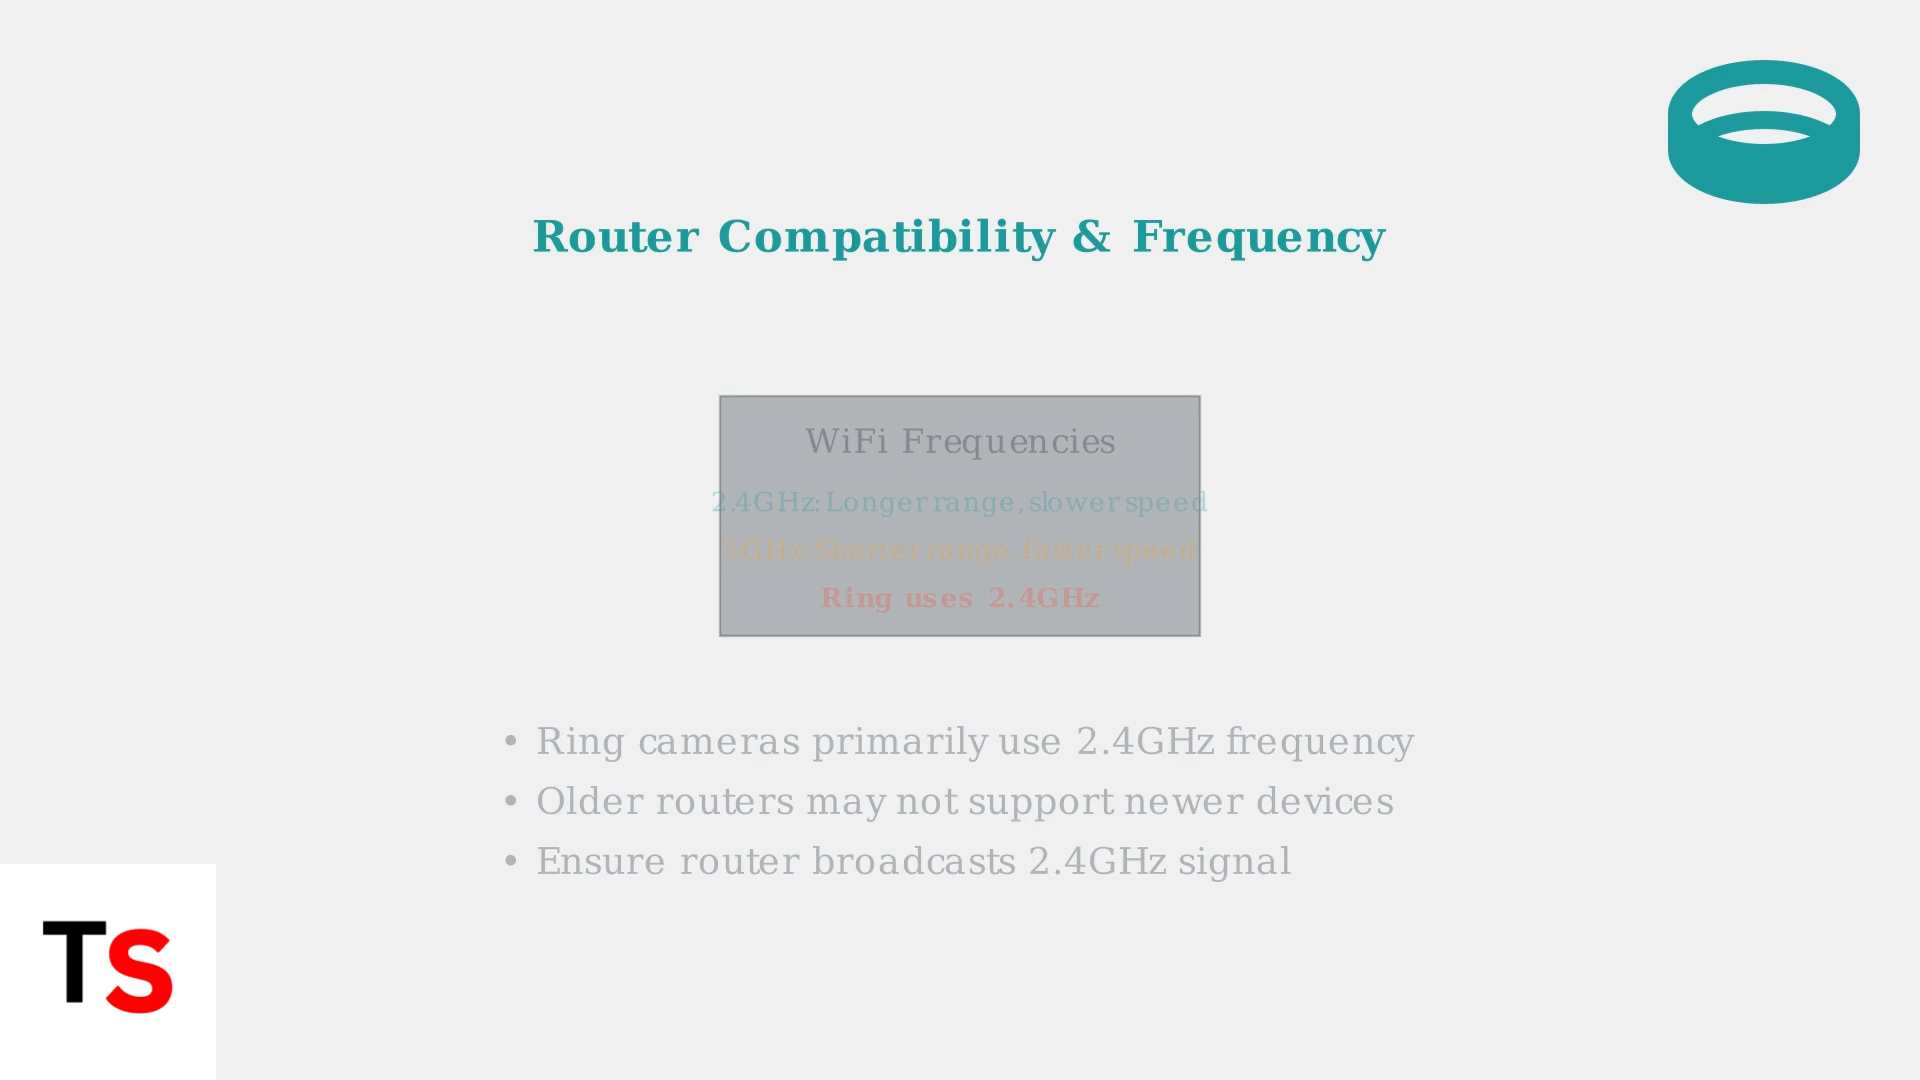 Router Compatibility & Frequency
WiFi Frequencies
2.4GHz: Longer range, slower speed
5GHz: Shorter range, faster speed
Ring uses 2.4GHz
• Ring cameras primarily use 2.4GHz frequency
• Older routers may not support newer devices
• Ensure router broadcasts 2.4GHz signal
TS